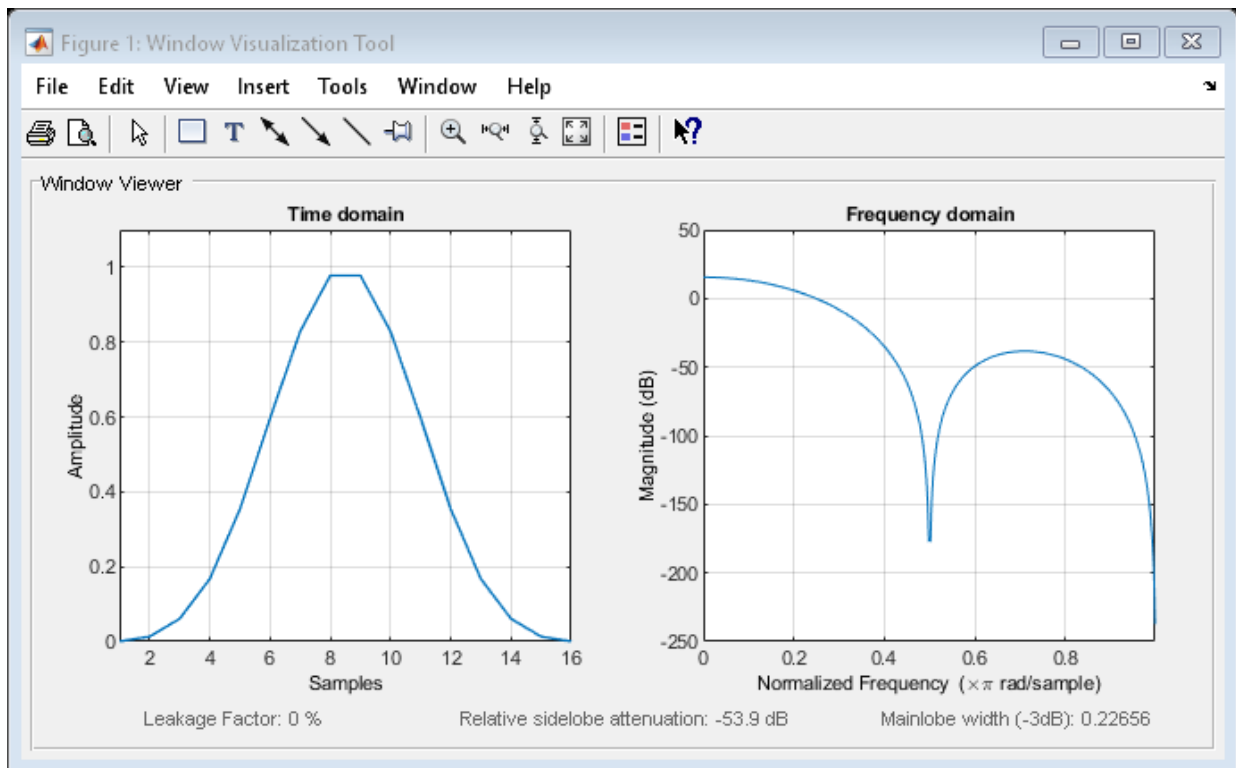 Figure 1: Window Visualization Tool
File Edit View Insert Tools Window Help
T
?
Window Viewer
Time domain
1
0.8
0.6
0.4
0.2
0
Amplitude
2 4 6 8 10 12 14 16
Samples
Frequency domain
50
0
-50
-100
-150
-200
-250
Magnitude (dB)
0 0.2 0.4 0.6 0.8
Normalized Frequency (×π rad/sample)
Leakage Factor: 0 % Relative sidelobe attenuation: -53.9 dB Mainlobe width (-3dB): 0.22656